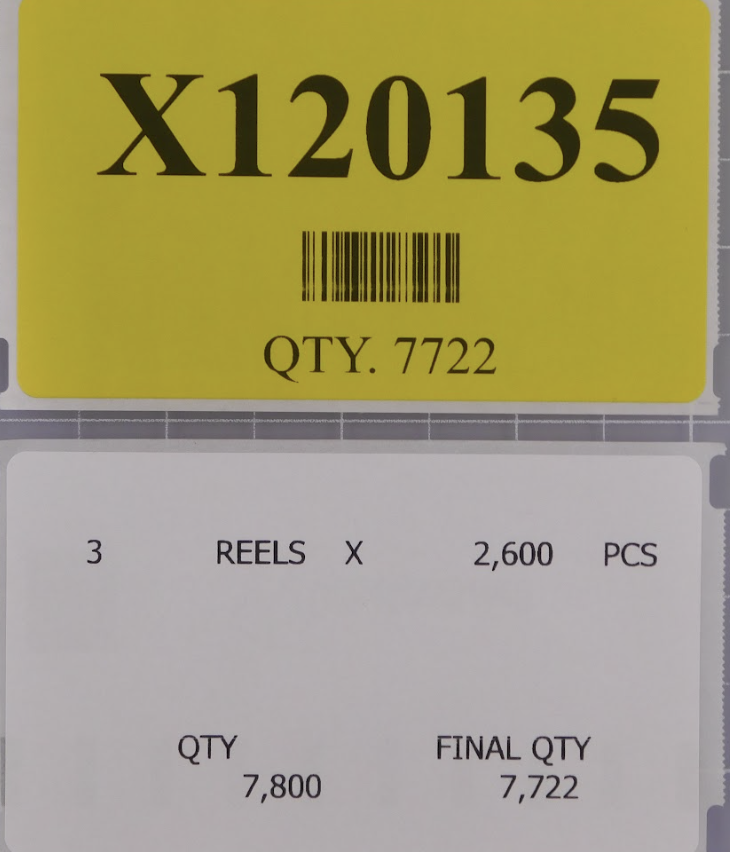 X120135
QTY. 7722
3 REELS X 2,600 PCS
QTY FINAL QTY
7,800 7,722